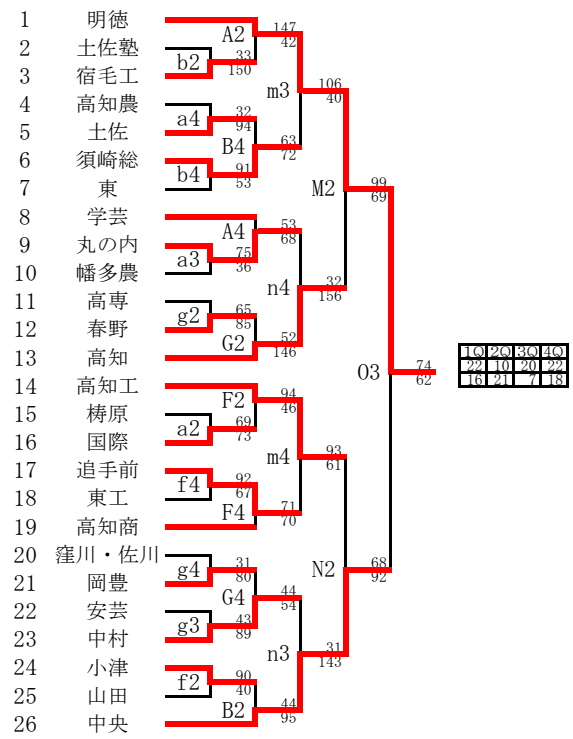 1 明徳
A2 147
42
2 土佐塾
b2 33
150
3 宿毛工
m3 106
40
4 高知農
a4 32
94
5 土佐
B4 63
72
6 須崎総
b4 91
53
7 東
M2 99
69
8 学芸
A4 53
68
9 丸の内
a3 75
36
10 幡多農
n4 32
156
11 高専
g2 65
85
12 春野
G2 52
146
13 高知
O3 74
62
1Q 2Q 3Q 4Q
22 10 20 22
16 21 7 18
14 高知工
F2 94
46
15 梼原
a2 69
73
16 国際
m4 93
61
17 追手前
f4 92
67
18 東工
F4 71
70
19 高知商
N2 68
92
20 窪川・佐川
g4 31
80
21 岡豊
G4 44
54
22 安芸
g3 43
89
23 中村
n3 31
143
24 小津
f2 90
40
25 山田
B2 44
95
26 中央